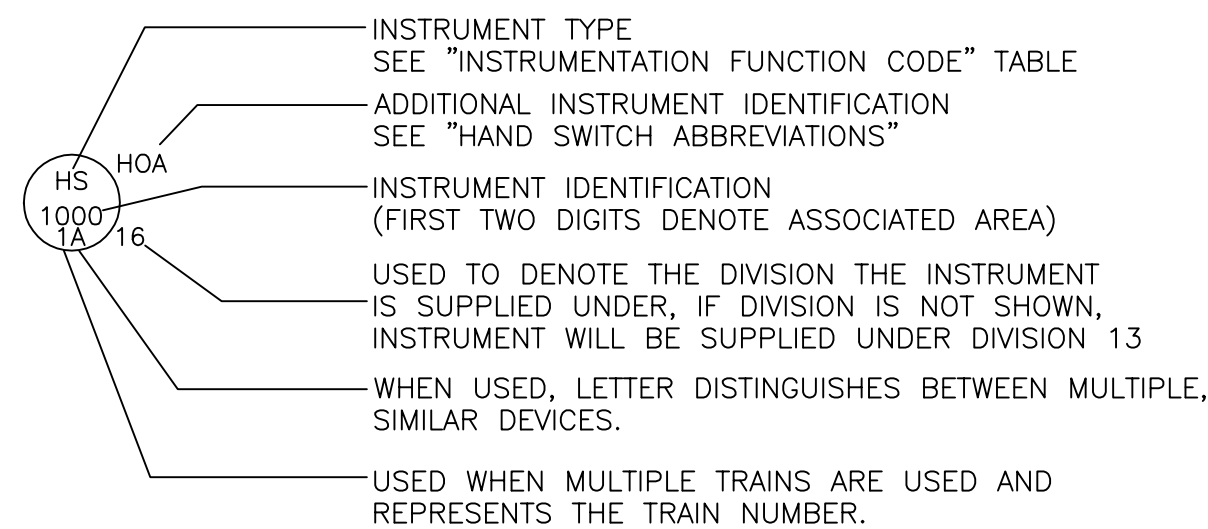 INSTRUMENT TYPE
SEE "INSTRUMENTATION FUNCTION CODE" TABLE
ADDITIONAL INSTRUMENT IDENTIFICATION
SEE "HAND SWITCH ABBREVIATIONS"
HOA
HS
1000
1A 16
INSTRUMENT IDENTIFICATION
(FIRST TWO DIGITS DENOTE ASSOCIATED AREA)
USED TO DENOTE THE DIVISION THE INSTRUMENT
IS SUPPLIED UNDER, IF DIVISION IS NOT SHOWN,
INSTRUMENT WILL BE SUPPLIED UNDER DIVISION 13
WHEN USED, LETTER DISTINGUISHES BETWEEN MULTIPLE,
SIMILAR DEVICES.
USED WHEN MULTIPLE TRAINS ARE USED AND
REPRESENTS THE TRAIN NUMBER.